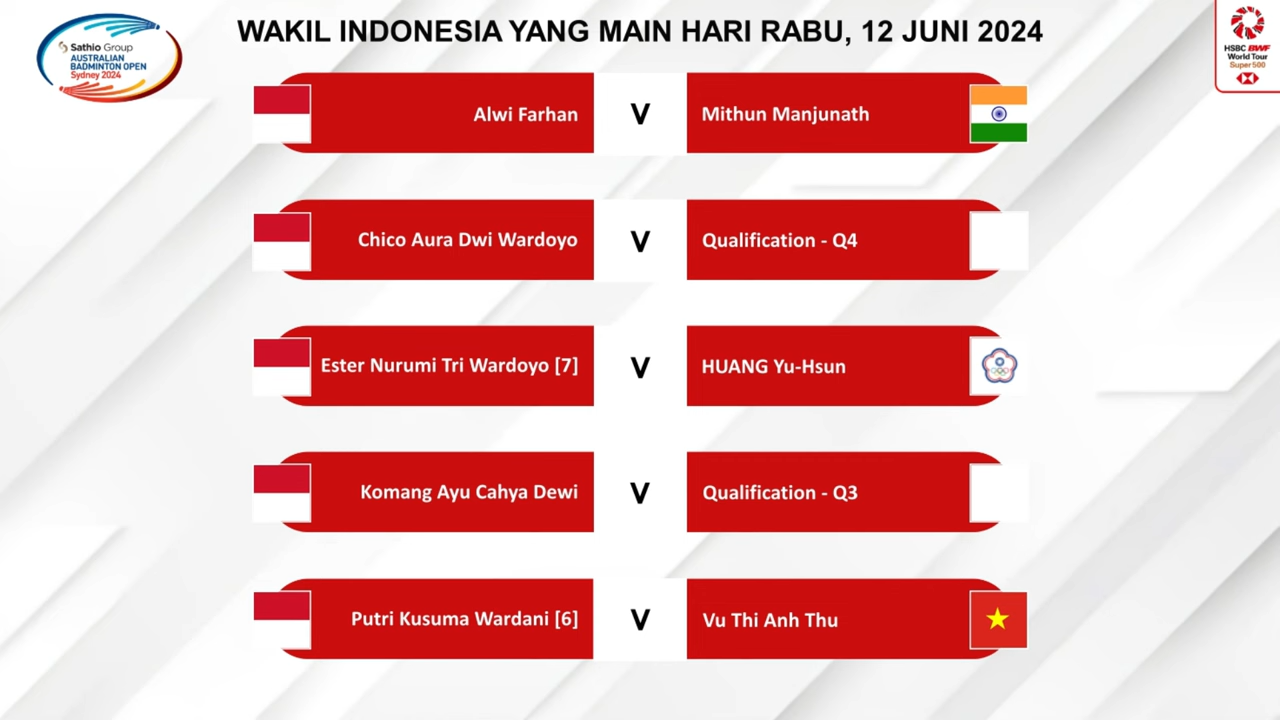 WAKIL INDONESIA YANG MAIN HARI RABU, 12 JUNI 2024
Sathio Group
AUSTRALIAN
BADMINTON OPEN
Sydney 2024
HSBC BWF
World Tour
Super 500
Alwi Farhan V Mithun Manjunath
Chico Aura Dwi Wardoyo V Qualification - Q4
Ester Nurumi Tri Wardoyo [7] V HUANG Yu-Hsun
Komang Ayu Cahya Dewi V Qualification - Q3
Putri Kusuma Wardani [6] V Vu Thi Anh Thu